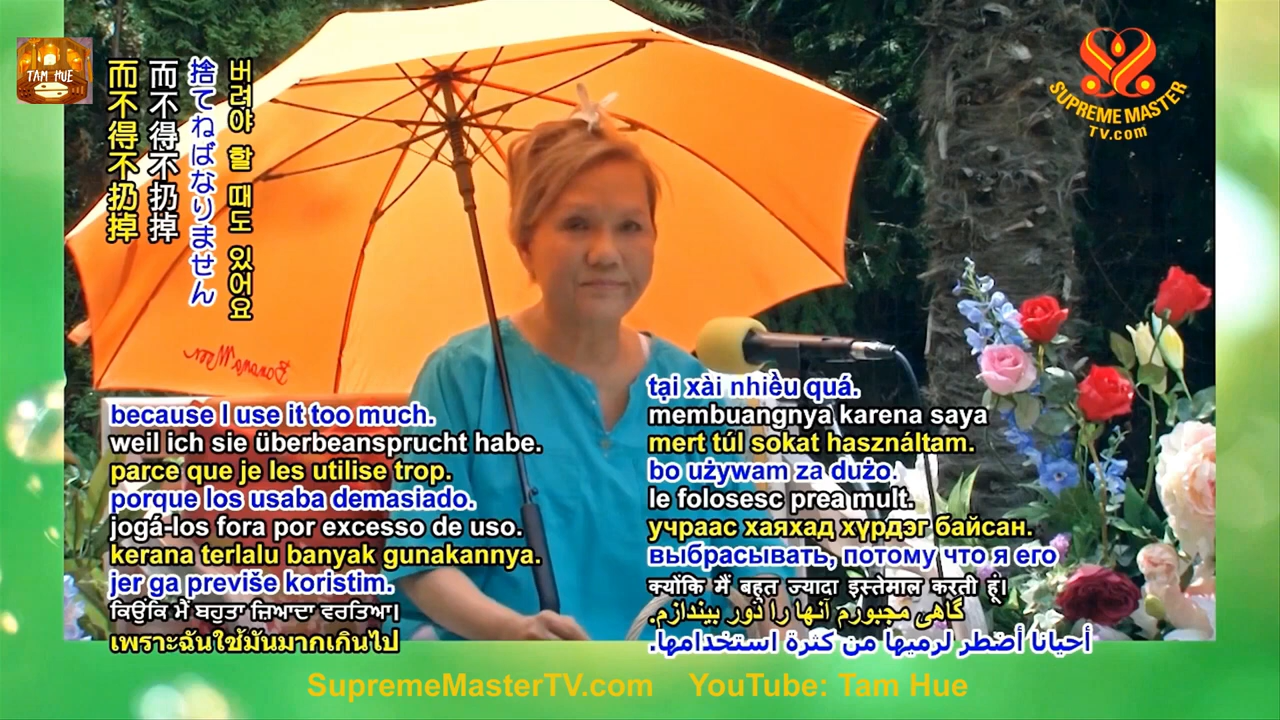 TAM HUE
SUPREME MASTER
TV.com
버려야 할 때도 있어요
捨てねばなりません
而不得不扔掉
而不得不扔掉
because I use it too much.
weil ich sie überbeansprucht habe.
parce que je les utilise trop.
porque los usaba demasiado.
jogá-los fora por excesso de uso.
kerana terlalu banyak gunakannya.
jer ga previše koristim.
ਕਿਉਂਕਿ ਮੈਂ ਬਹੁਤਾ ਜ਼ਿਆਦਾ ਵਰਤਿਆ।
เพราะฉันใช้มันมากเกินไป
tại xài nhiều quá.
membuangnya karena saya
mert túl sokat használtam.
bo używam za dużo.
le folosesc prea mult.
учраас хаяхад хүрдэг байсан.
выбрасывать, потому что я его
क्योंकि मैं बहुत ज्यादा इस्तेमाल करती हूं।
گاهی مجبورم آنها را دور بیندازم.
أحيانا أضطر لرميها من كثرة استخدامها.
SupremeMasterTV.com YouTube: Tam Hue